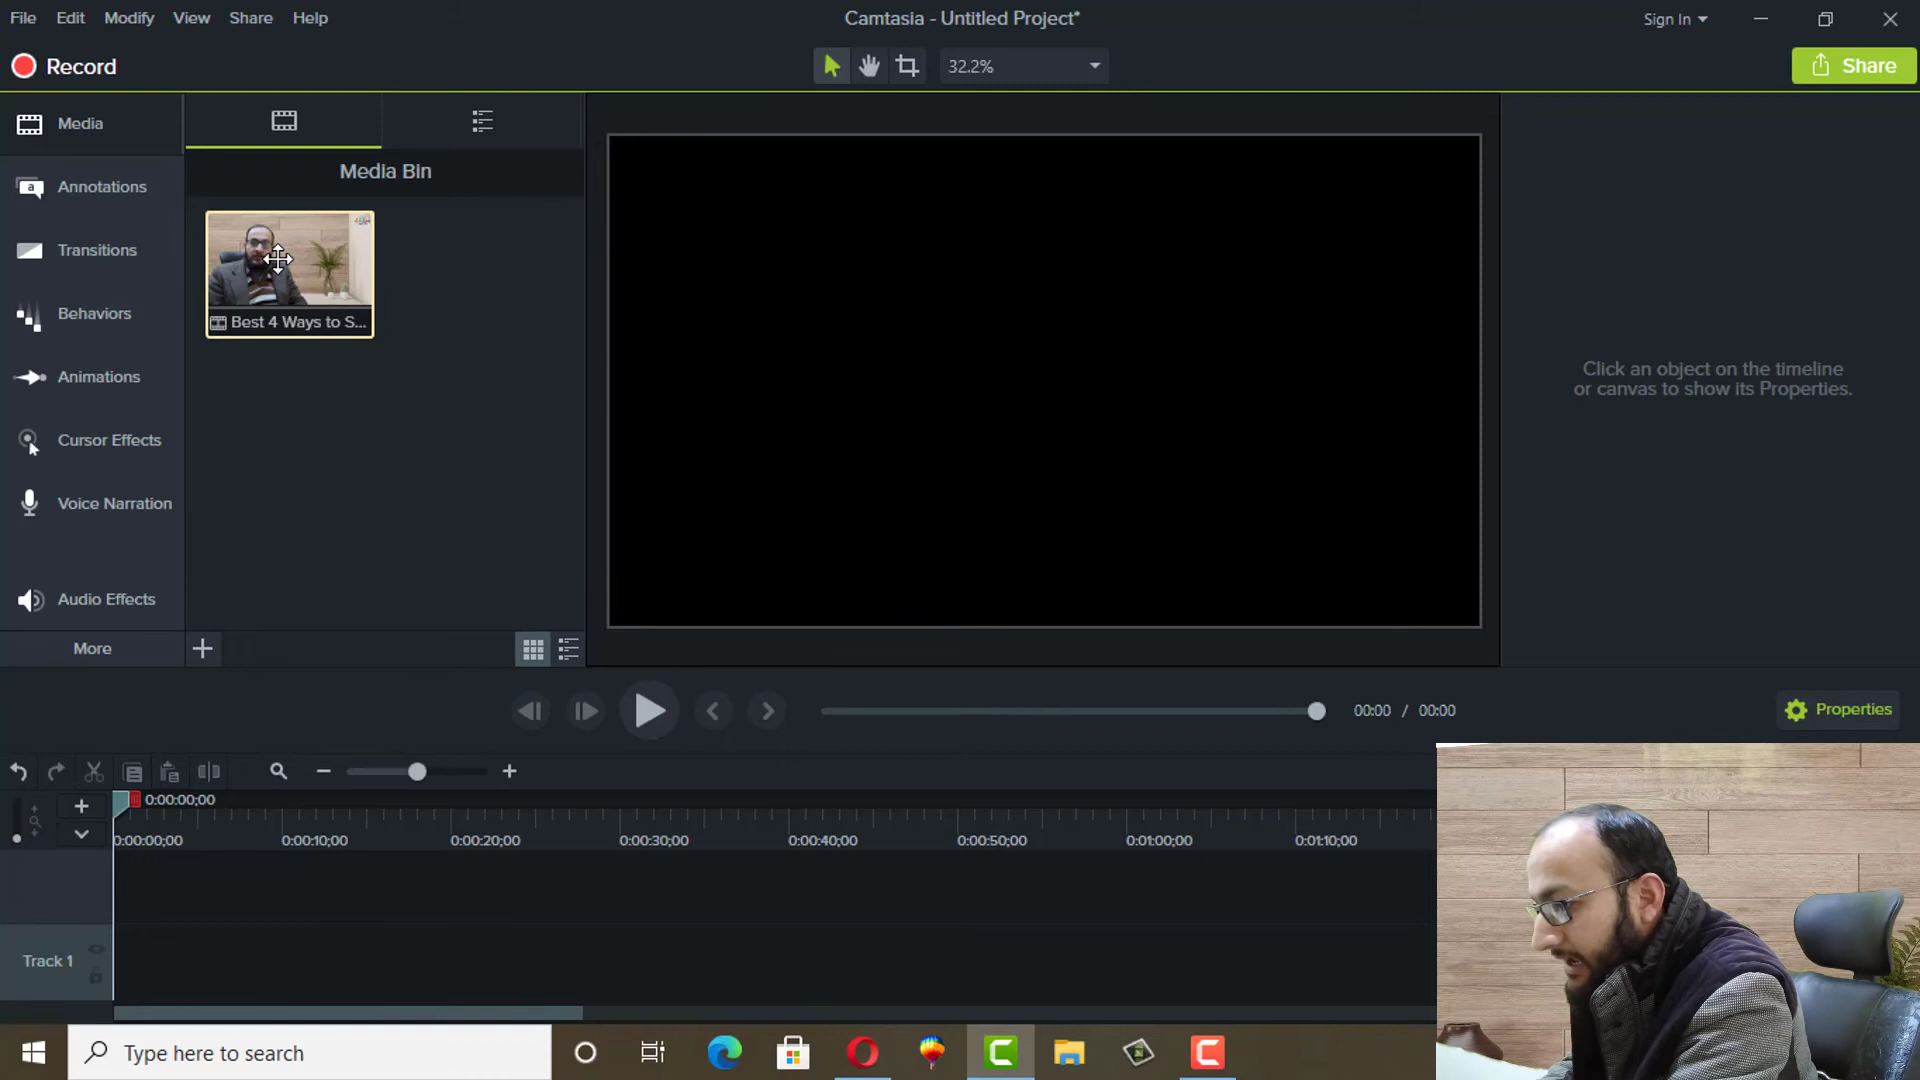 File Edit Modify View Share Help
Camtasia - Untitled Project*
Sign In
Record
32.2%
Share
Media
Annotations
Transitions
Behaviors
Animations
Cursor Effects
Voice Narration
Audio Effects
More
Media Bin
Best 4 Ways to S...
Click an object on the timeline
or canvas to show its Properties.
00:00 / 00:00
Properties
0:00:00;00
0:00:00;00 0:00:10;00 0:00:20;00 0:00:30;00 0:00:40;00 0:00:50;00 0:01:00;00 0:01:10;00
Track 1
Type here to search